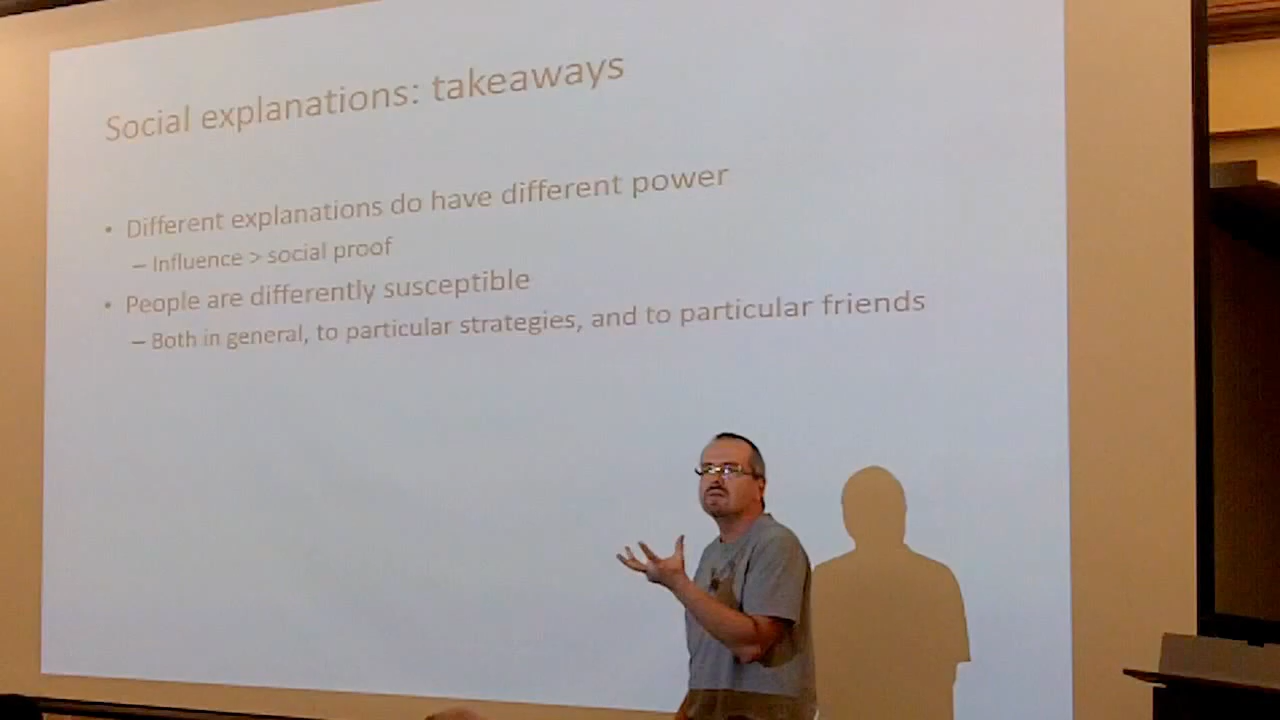 Social explanations: takeaways
• Different explanations do have different power
– Influence > social proof
• People are differently susceptible
– Both in general, to particular strategies, and to particular friends